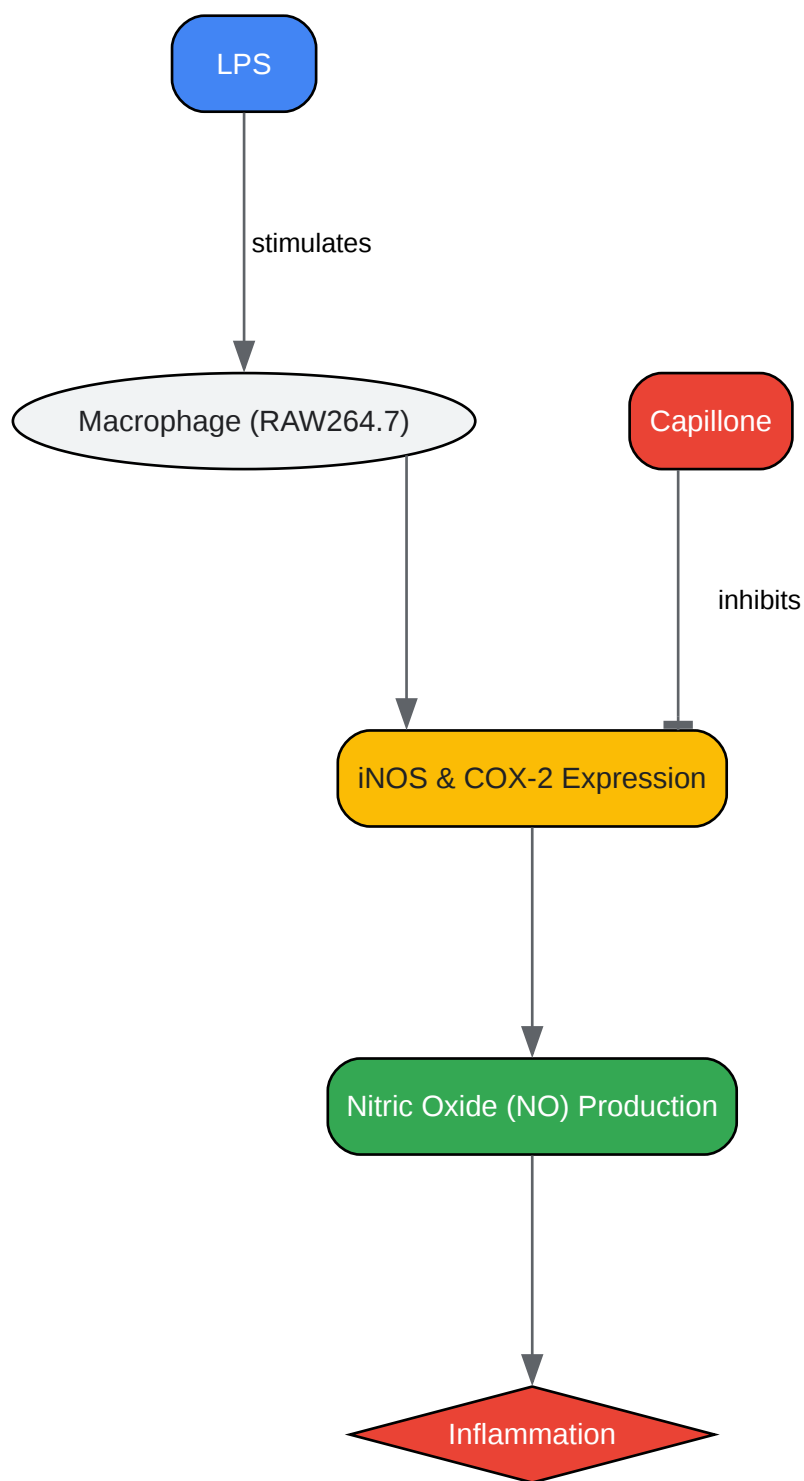 LPS
stimulates
Macrophage (RAW264.7)
Capillone
inhibits
iNOS & COX-2 Expression
Nitric Oxide (NO) Production
Inflammation